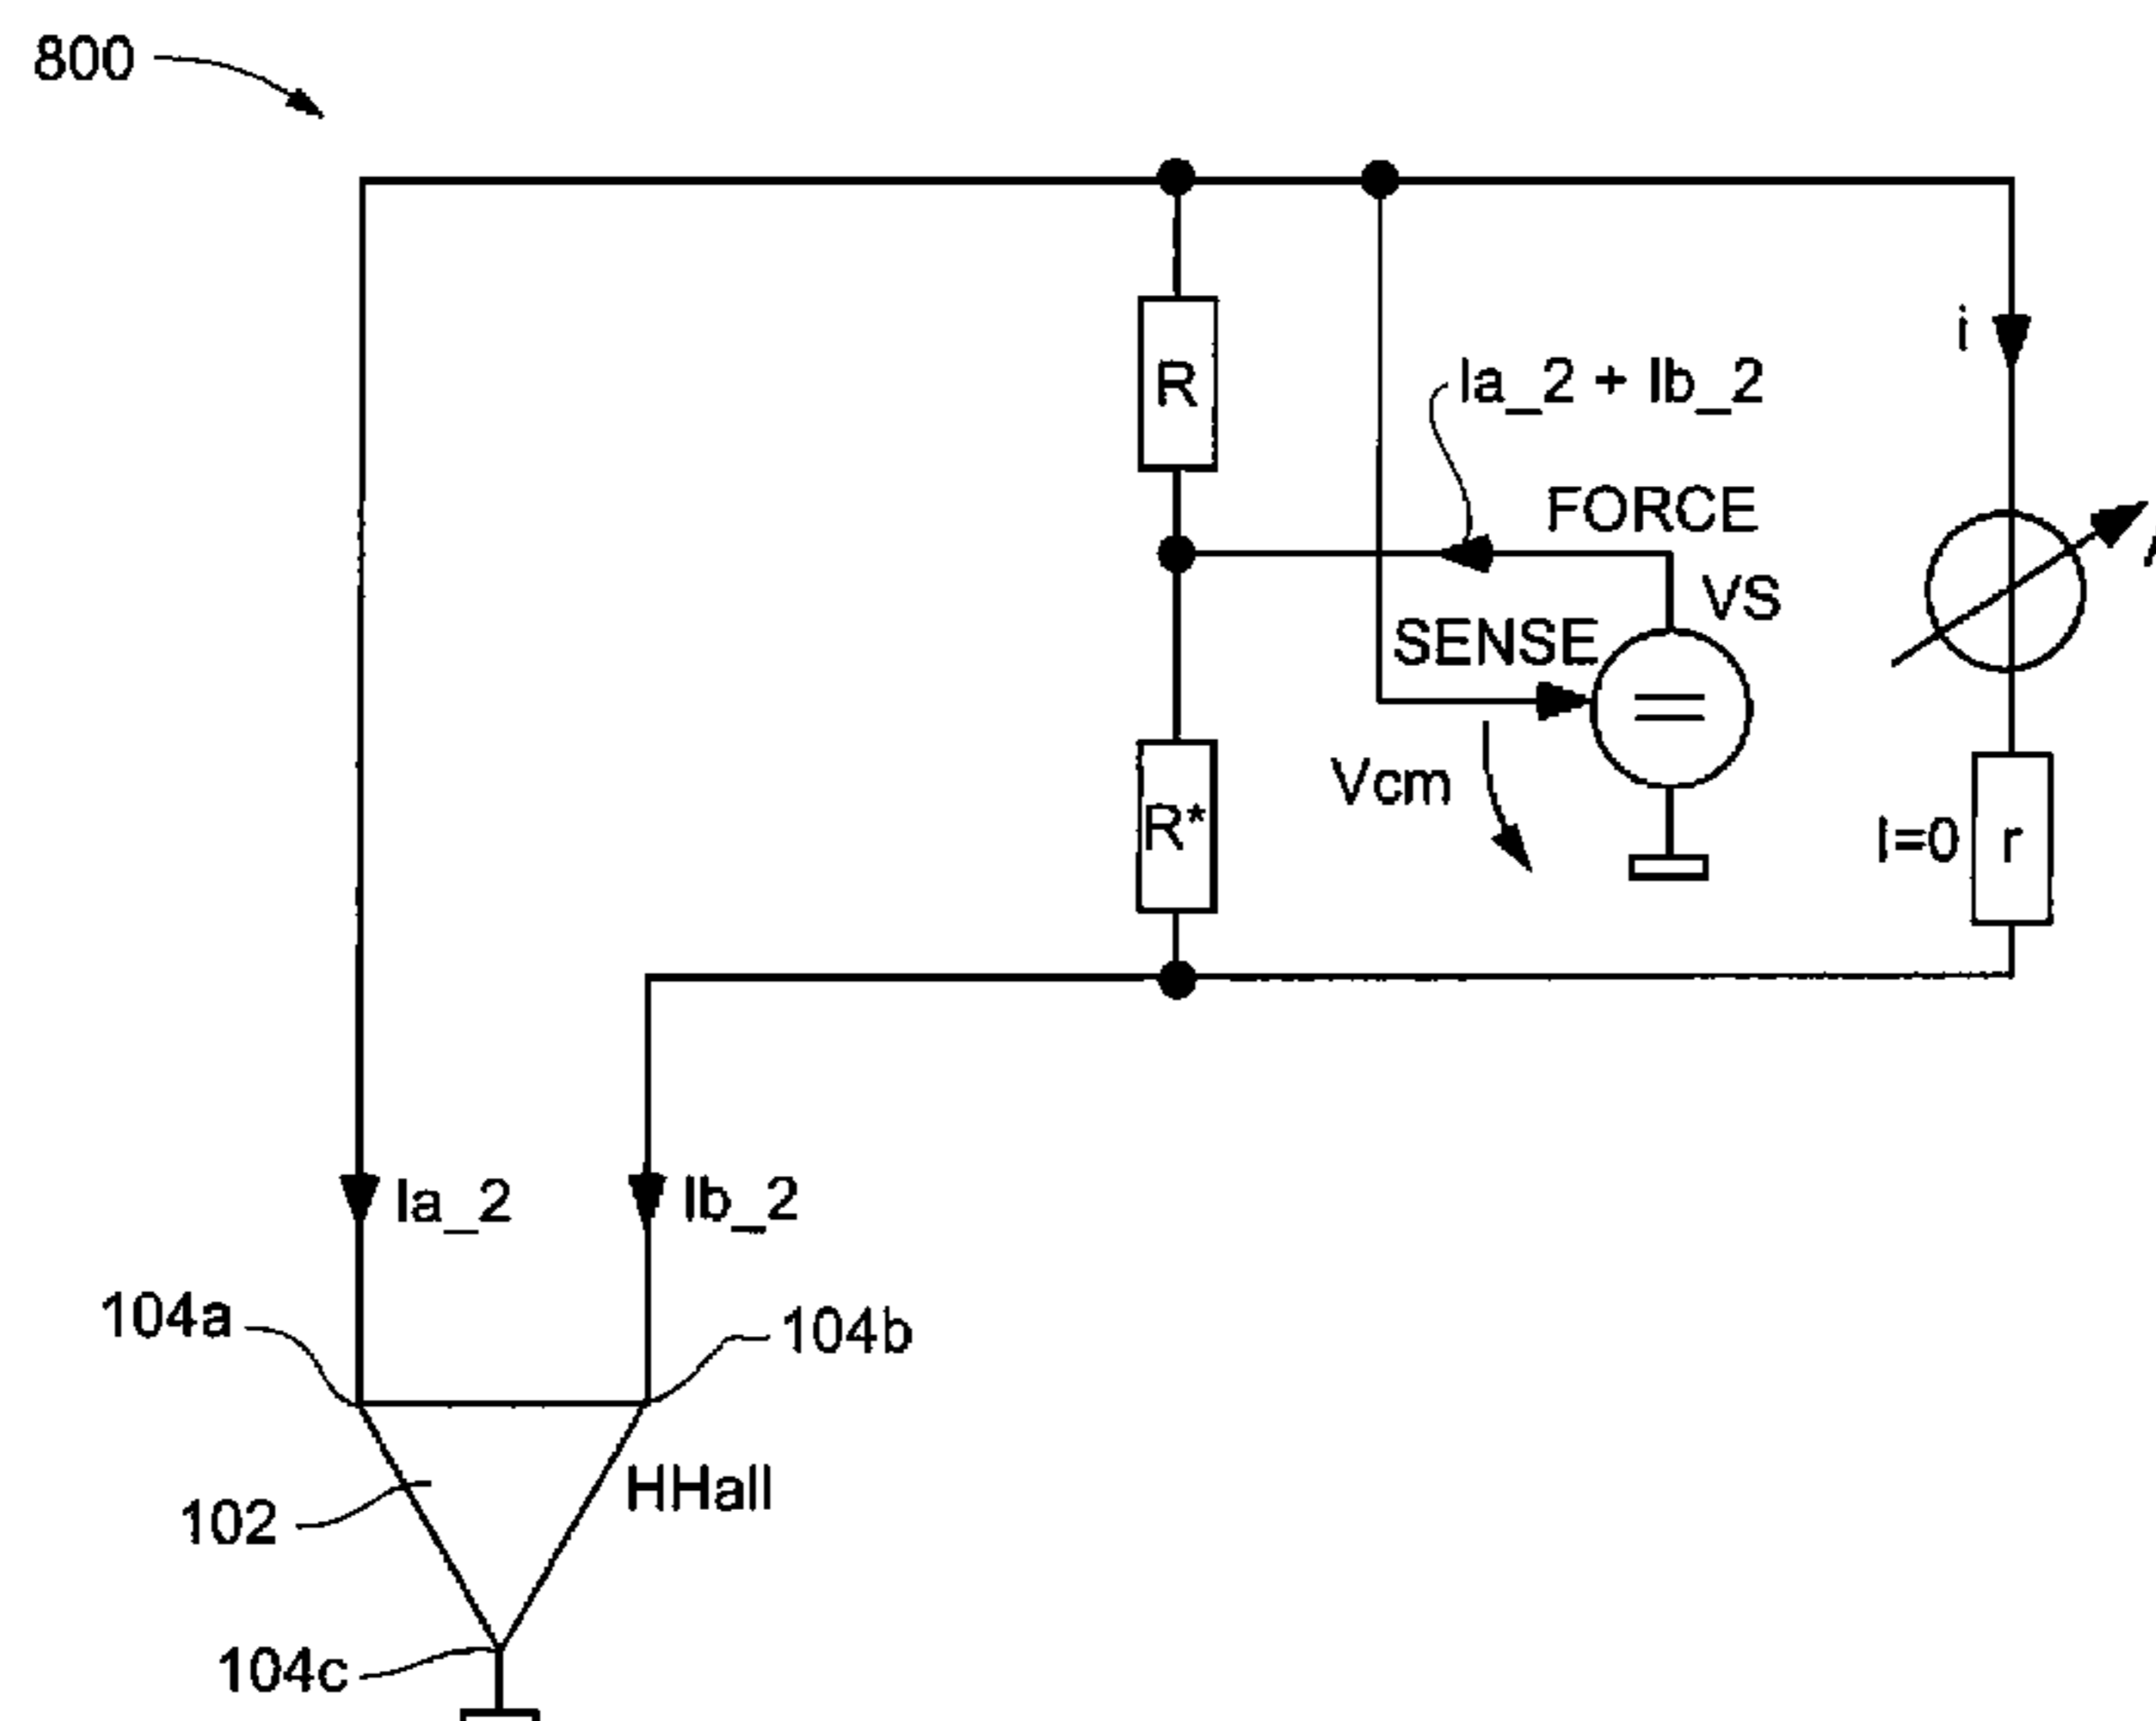 800
R
i
Ia_2 + Ib_2
FORCE
VS
SENSE
Vcm
R*
I=0
r
Ia_2
Ib_2
104a
104b
HHall
102
104c